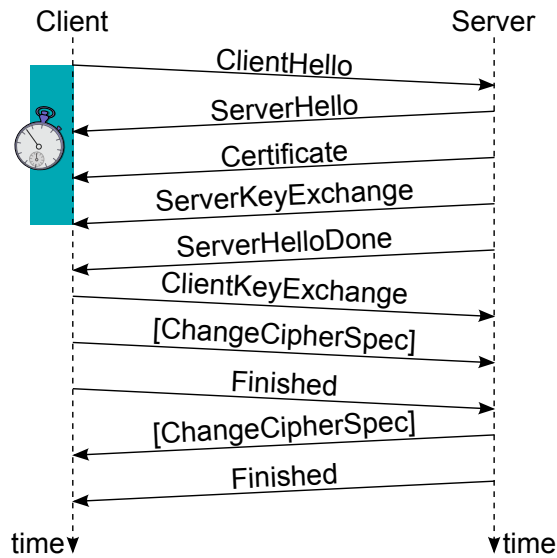 Client
Server
ClientHello
ServerHello
Certificate
ServerKeyExchange
ServerHelloDone
ClientKeyExchange
[ChangeCipherSpec]
Finished
[ChangeCipherSpec]
Finished
time
time